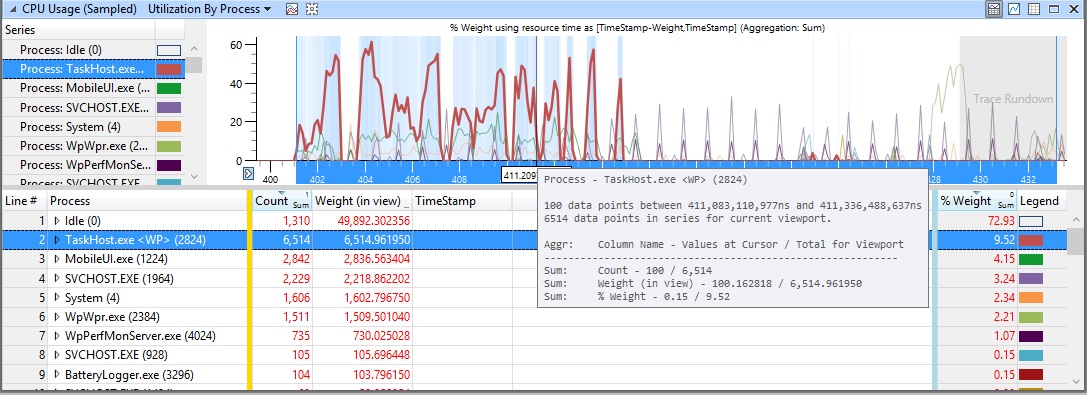 CPU Usage (Sampled) Utilization By Process
Series
% Weight using resource time as [TimeStamp-Weight,TimeStamp] (Aggregation: Sum)
Process: Idle (0)
Process: TaskHost.exe...
Process: MobileUI.exe (...
Process: SVCHOST.EXE...
Process: System (4)
Process: WpWpr.exe (2...
Process: WpPerfMonSe...
Process: SVCHOST.EXE
60
40
20
0
Trace Rundown
400 402 404 406 408 428 430 432
411.209
Process - TaskHost.exe <WP> (2824)
100 data points between 411,083,110,977ns and 411,336,488,637ns
6514 data points in series for current viewport.
Aggr: Column Name - Values at Cursor / Total for Viewport
Sum: Count - 100 / 6,514
Sum: Weight (in view) - 100.162818 / 6,514.961950
Sum: % Weight - 0.15 / 9.52
Line # Process Count Sum Weight (in view) TimeStamp % Weight Sum Legend
1 Idle (0) 1,310 49,892.302356 72.93
2 TaskHost.exe <WP> (2824) 6,514 6,514.961950 9.52
3 MobileUI.exe (1224) 2,842 2,836.563404 4.15
4 SVCHOST.EXE (1964) 2,229 2,218.862202 3.24
5 System (4) 1,606 1,602.796750 2.34
6 WpWpr.exe (2384) 1,511 1,509.501040 2.21
7 WpPerfMonServer.exe (4024) 735 730.025028 1.07
8 SVCHOST.EXE (928) 105 105.696448 0.15
9 BatteryLogger.exe (3296) 104 103.796150 0.15